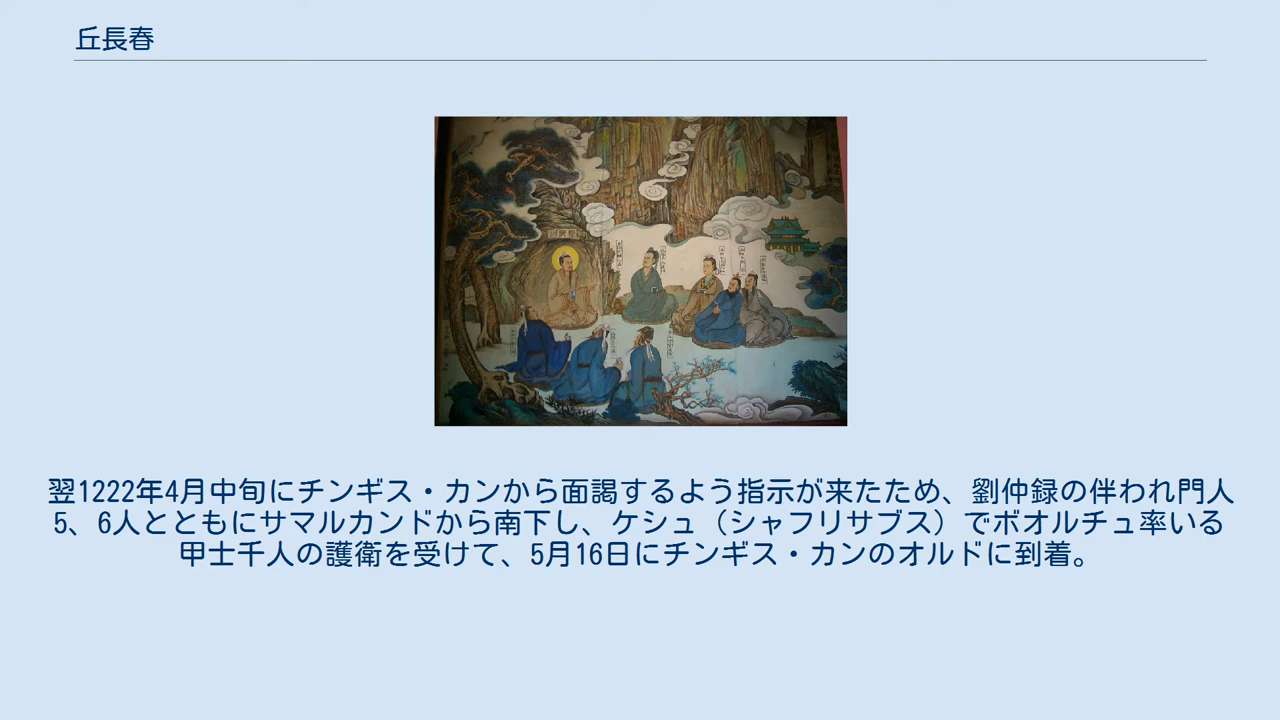 丘長春
翌1222年4月中旬にチンギス・カンから面謁するよう指示が来たため、劉仲録の伴われ門人
5、6人とともにサマルカンドから南下し、ケシュ（シャフリサブス）でボオルチュ率いる
甲士千人の護衛を受けて、5月16日にチンギス・カンのオルドに到着。